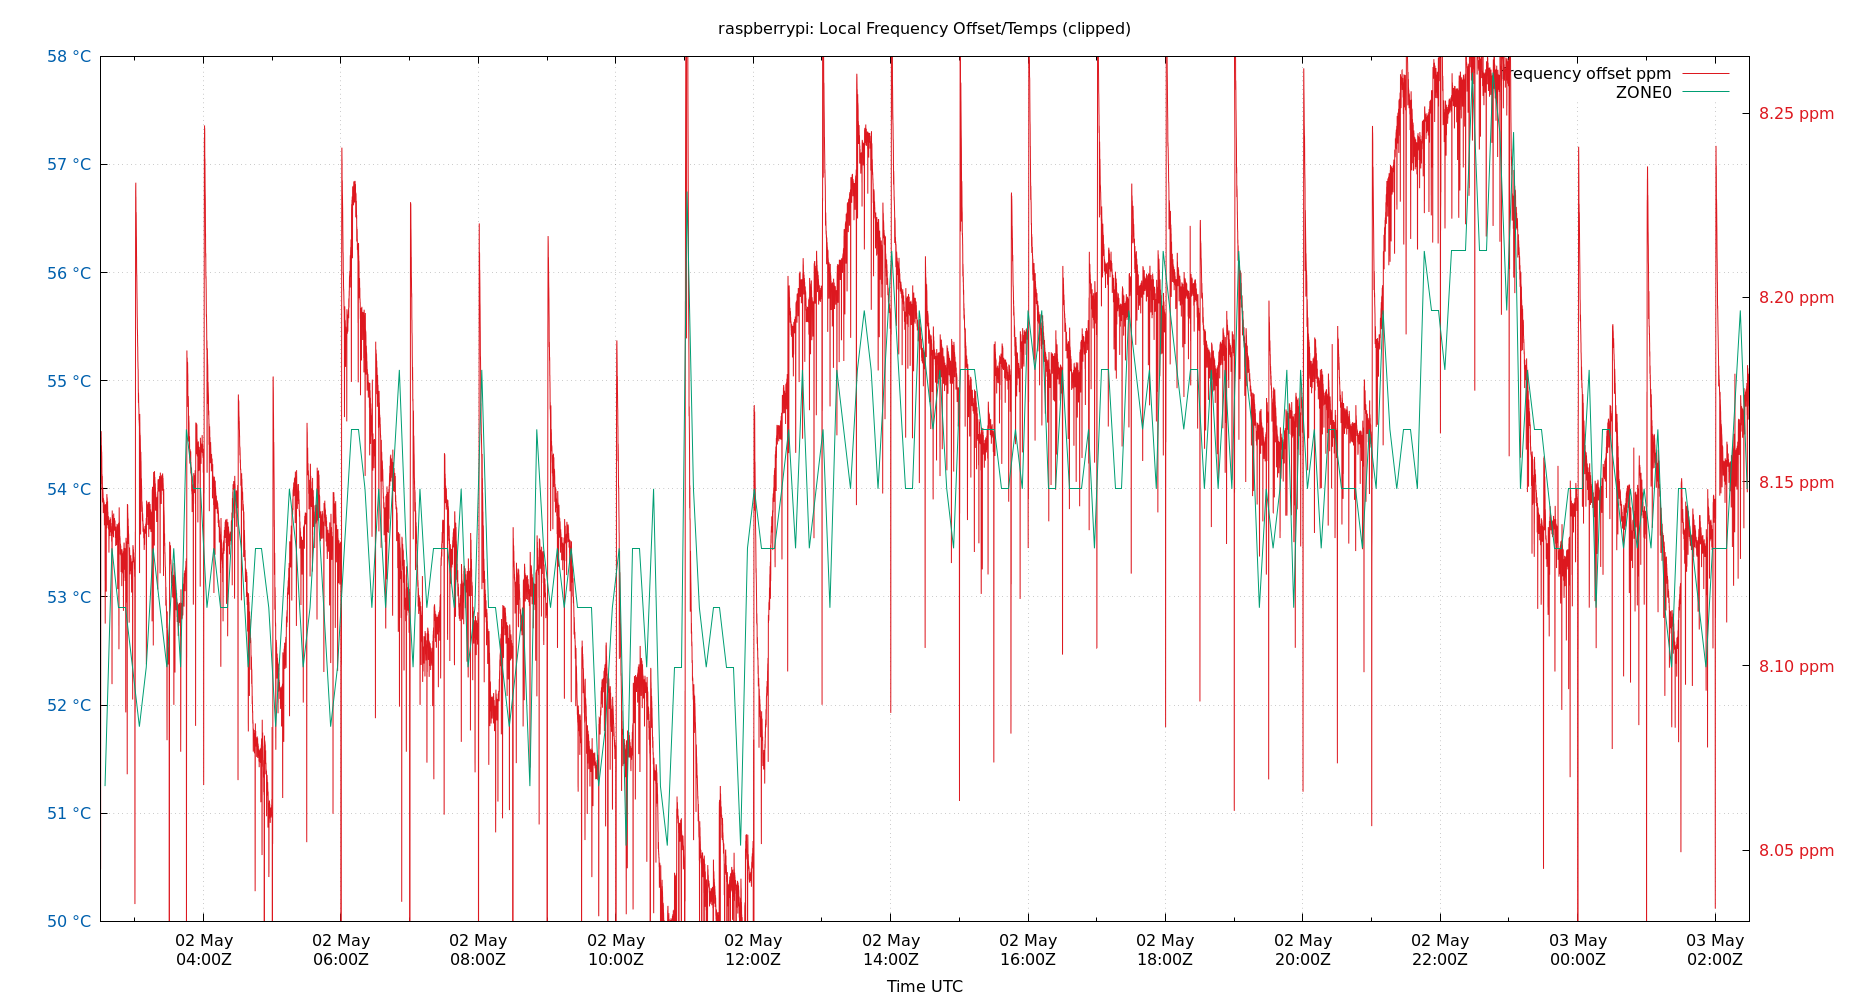 raspberrypi: Local Frequency Offset/Temps (clipped)
58 °C
57 °C
56 °C
55 °C
54 °C
53 °C
52 °C
51 °C
50 °C
requency offset ppm
ZONE0
8.25 ppm
8.20 ppm
8.15 ppm
8.10 ppm
8.05 ppm
02 May 02 May 02 May 02 May 02 May 02 May 02 May 02 May 02 May 02 May 03 May 03 May
04:00Z 06:00Z 08:00Z 10:00Z 12:00Z 14:00Z 16:00Z 18:00Z 20:00Z 22:00Z 00:00Z 02:00Z
Time UTC